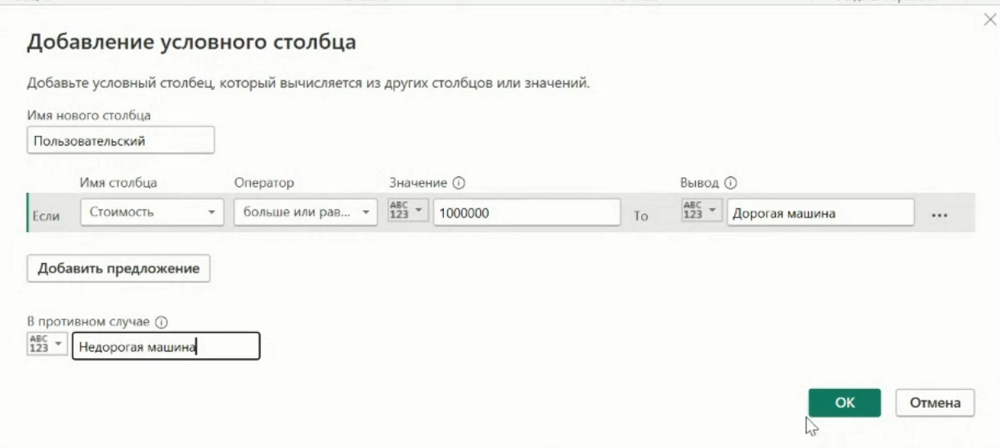 Добавление условного столбца
Добавьте условный столбец, который вычисляется из других столбцов или значений.
Имя нового столбца
Пользовательский
Имя столбца Оператор Значение Вывод
Если Стоимость больше или рав... ABC 123 1000000 То ABC 123 Дорогая машина ...
Добавить предложение
В противном случае
ABC 123 Недорогая машина
ОК Отмена